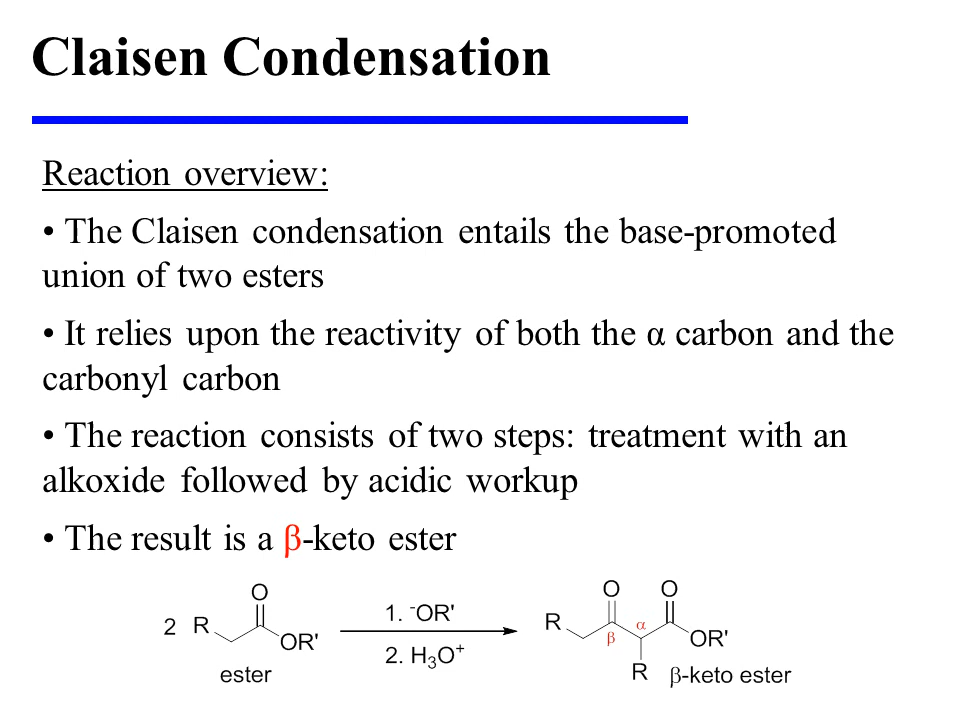 Claisen Condensation
Reaction overview:
• The Claisen condensation entails the base-promoted
union of two esters
• It relies upon the reactivity of both the α carbon and the
carbonyl carbon
• The reaction consists of two steps: treatment with an
alkoxide followed by acidic workup
• The result is a β-keto ester
2 R O OR'
ester
1. ⁻OR'
2. H₃O⁺
R O O OR'
β α
R
β-keto ester